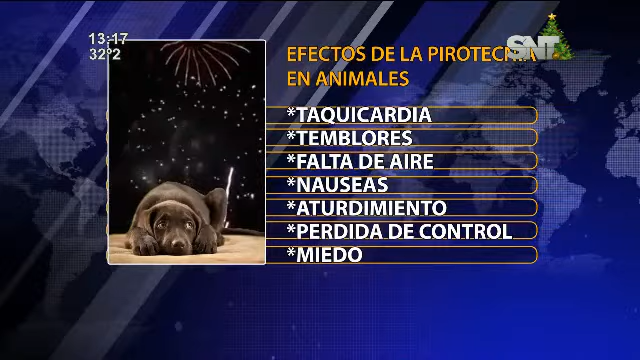 13:17
32°2
SNT
EFECTOS DE LA PIROTECNIA
EN ANIMALES
*TAQUICARDIA
*TEMBLORES
*FALTA DE AIRE
*NAUSEAS
*ATURDIMIENTO
*PERDIDA DE CONTROL
*MIEDO